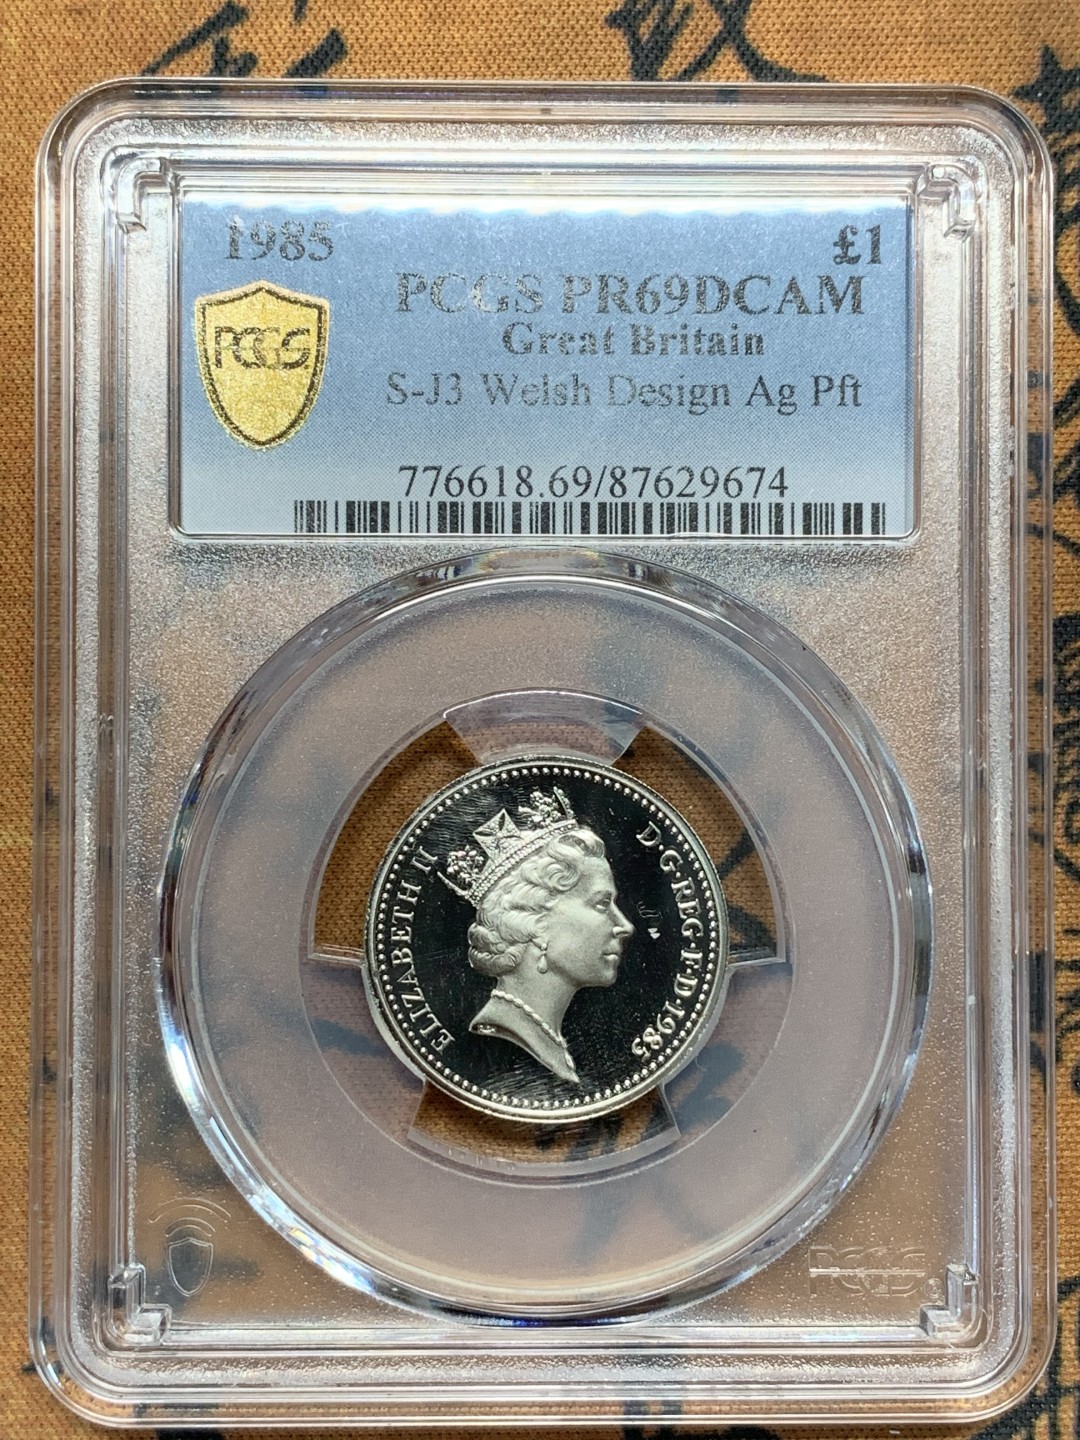 1985 £1
PCGS PR69DCAM
Great Britain
S-J3 Welsh Design Ag Pft
PCGS
776618.69/87629674
ELIZABETH II D·G·REG·F·D·1985
PCGS